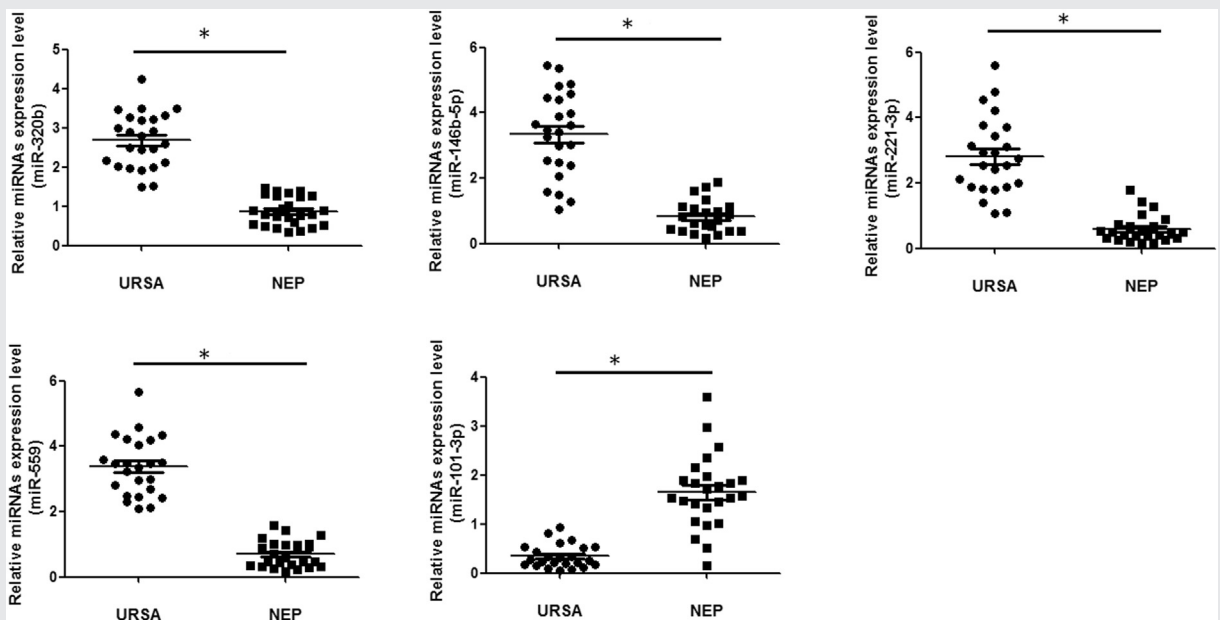 *
Relative miRNAs expression level
(miR-320b)
5
4
3
2
1
0
URSA NEP
*
Relative miRNAs expression level
(miR-146b-5p)
6
4
2
0
URSA NEP
*
Relative miRNAs expression level
(miR-221-3p)
6
4
2
0
URSA NEP
*
Relative miRNAs expression level
(miR-559)
6
4
2
0
URSA NEP
*
Relative miRNAs expression level
(miR-101-3p)
4
3
2
1
0
URSA NEP